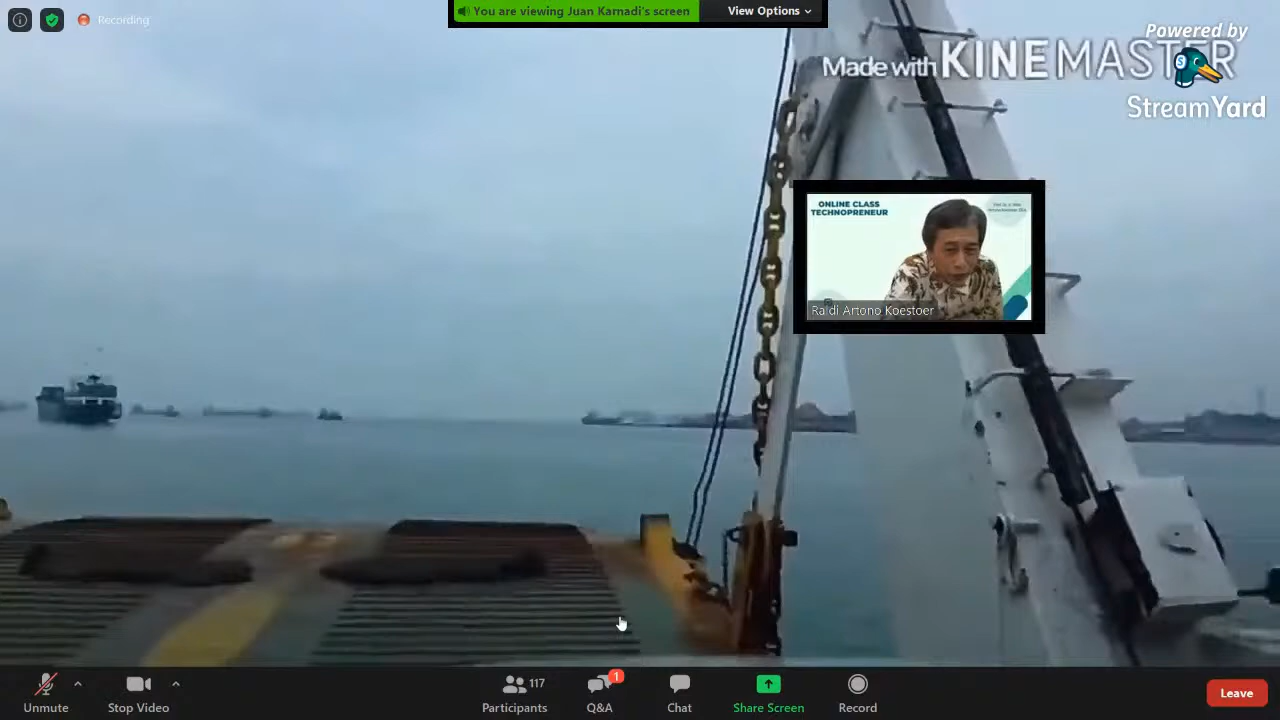 Recording
You are viewing Juan Karnadi's screen
View Options
Powered by
Made with KINEMASTER
StreamYard
ONLINE CLASS
TECHNOPRENEUR
Raldi Artono Koestoer
117
1
Unmute
Stop Video
Participants
Q&A
Chat
Share Screen
Record
Leave